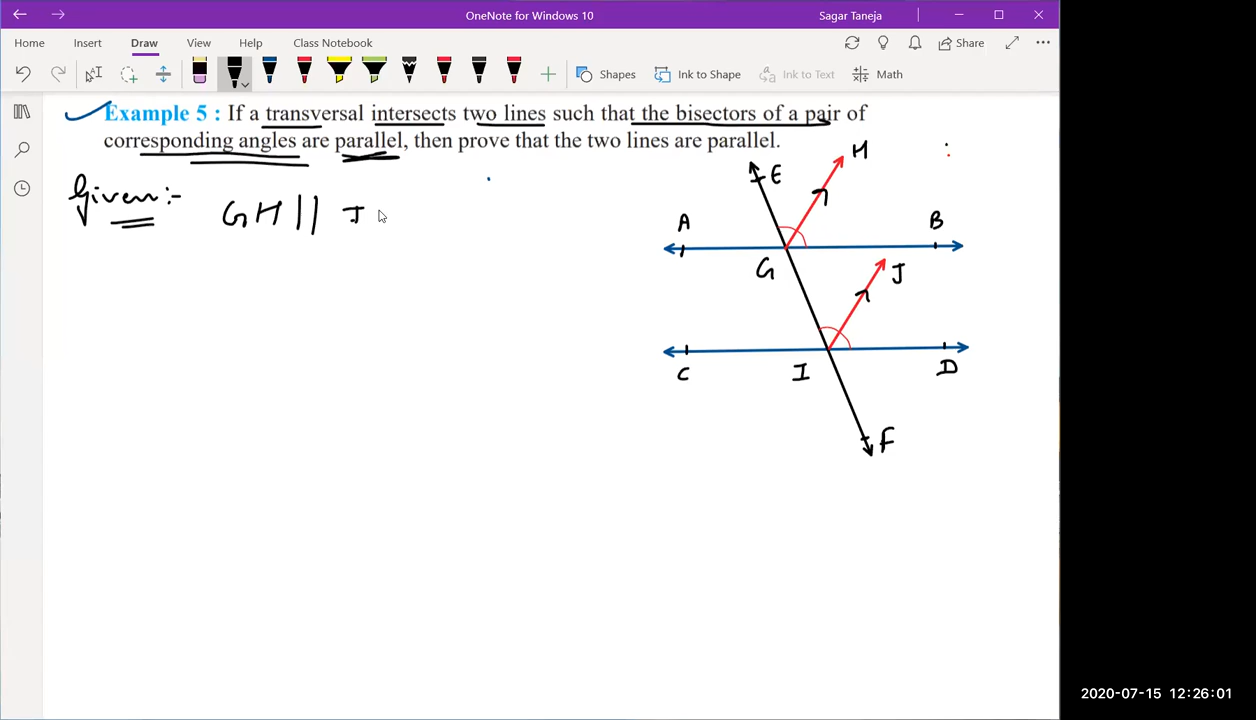 OneNote for Windows 10
Sagar Taneja
Home Insert Draw View Help Class Notebook
Share
Shapes Ink to Shape Ink to Text Math
Example 5 : If a transversal intersects two lines such that the bisectors of a pair of
corresponding angles are parallel, then prove that the two lines are parallel.
Given:-
GH || I
E
H
A
B
G
J
C
I
D
F
2020-07-15 12:26:01